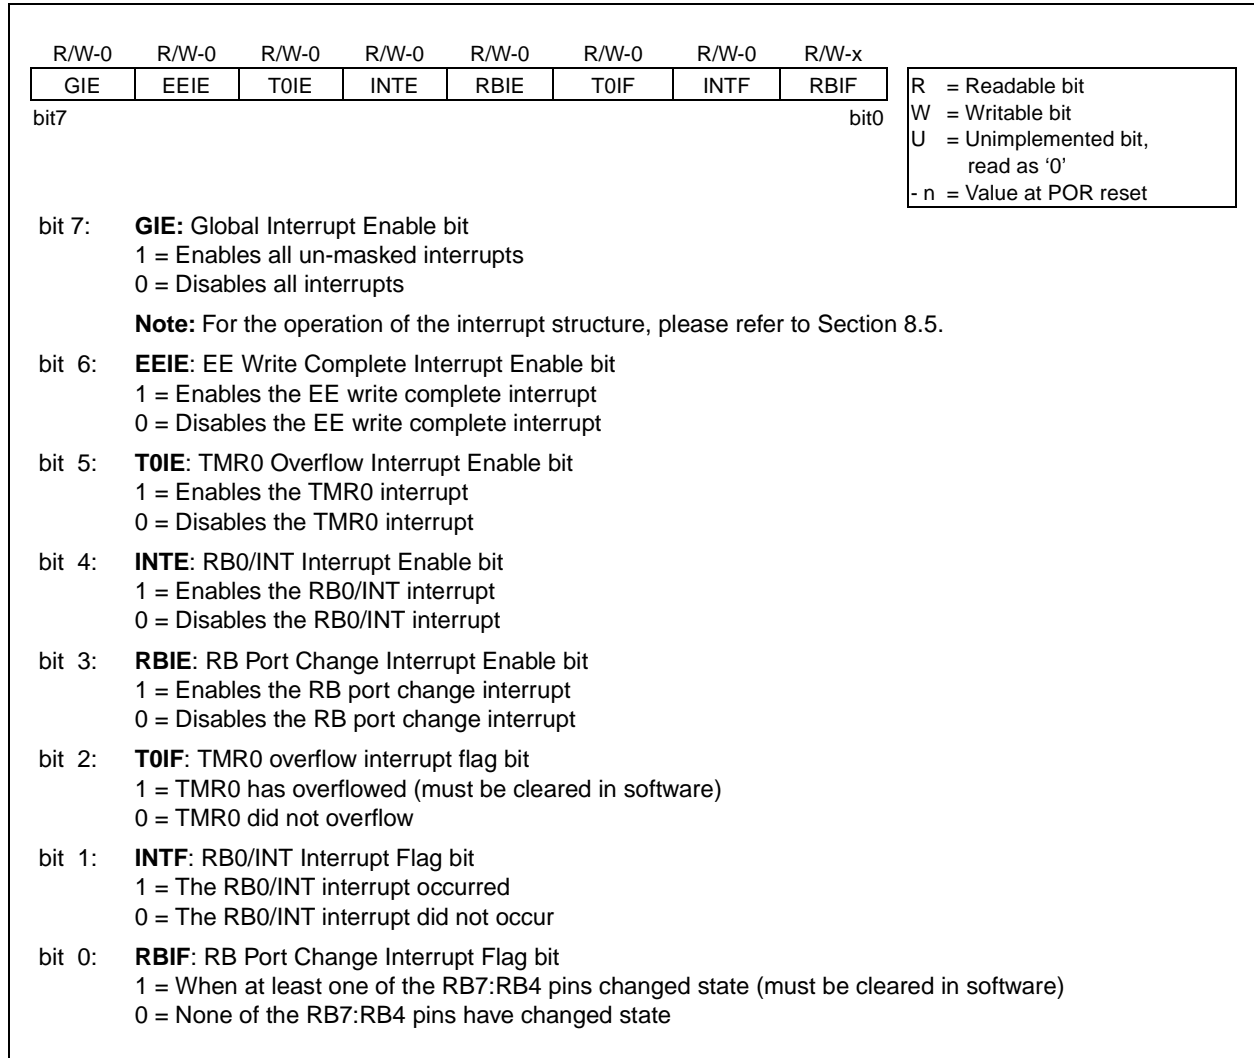 R/W-0 R/W-0 R/W-0 R/W-0 R/W-0 R/W-0 R/W-0 R/W-x
GIE EEIE T0IE INTE RBIE T0IF INTF RBIF
bit7 bit0
R = Readable bit
W = Writable bit
U = Unimplemented bit,
read as ‘0’
- n = Value at POR reset
bit 7: GIE: Global Interrupt Enable bit
1 = Enables all un-masked interrupts
0 = Disables all interrupts
Note: For the operation of the interrupt structure, please refer to Section 8.5.
bit 6: EEIE: EE Write Complete Interrupt Enable bit
1 = Enables the EE write complete interrupt
0 = Disables the EE write complete interrupt
bit 5: T0IE: TMR0 Overflow Interrupt Enable bit
1 = Enables the TMR0 interrupt
0 = Disables the TMR0 interrupt
bit 4: INTE: RB0/INT Interrupt Enable bit
1 = Enables the RB0/INT interrupt
0 = Disables the RB0/INT interrupt
bit 3: RBIE: RB Port Change Interrupt Enable bit
1 = Enables the RB port change interrupt
0 = Disables the RB port change interrupt
bit 2: T0IF: TMR0 overflow interrupt flag bit
1 = TMR0 has overflowed (must be cleared in software)
0 = TMR0 did not overflow
bit 1: INTF: RB0/INT Interrupt Flag bit
1 = The RB0/INT interrupt occurred
0 = The RB0/INT interrupt did not occur
bit 0: RBIF: RB Port Change Interrupt Flag bit
1 = When at least one of the RB7:RB4 pins changed state (must be cleared in software)
0 = None of the RB7:RB4 pins have changed state